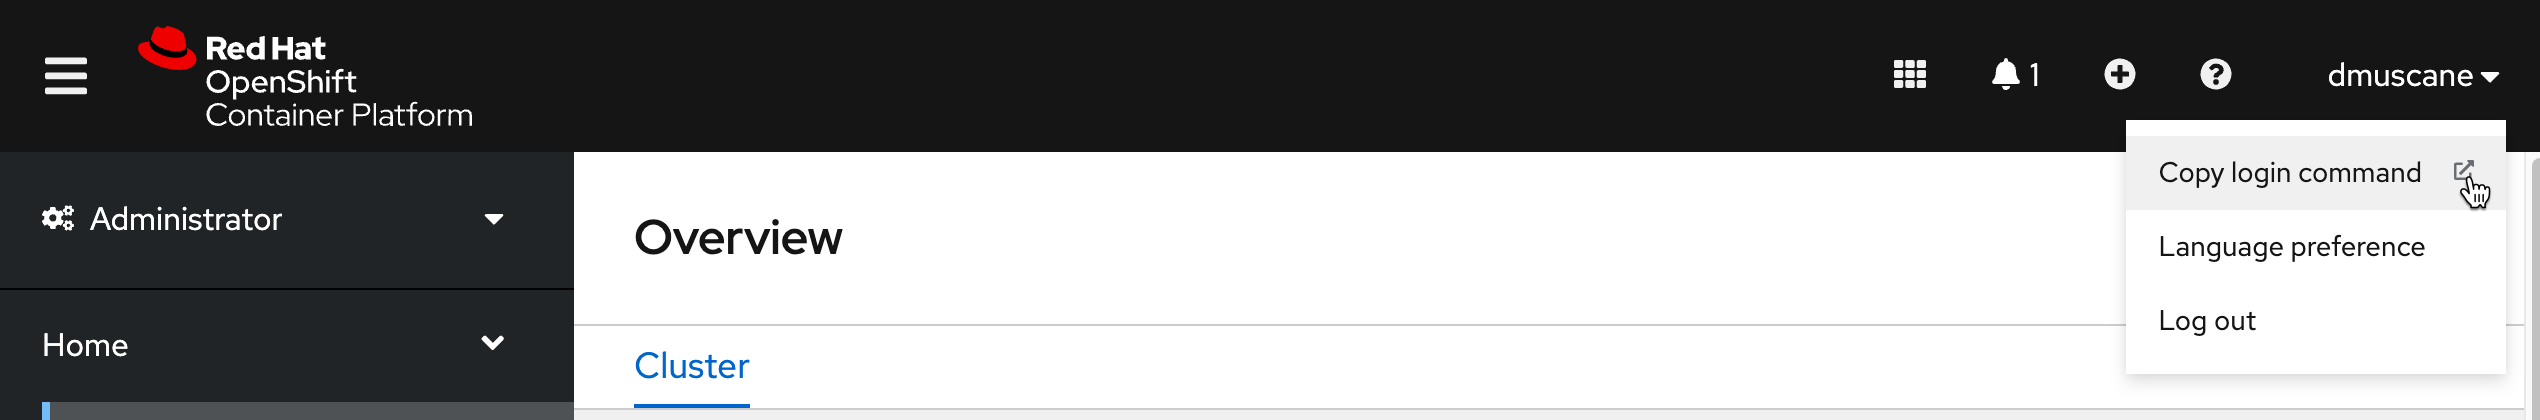 Red Hat
OpenShift
Container Platform
1
dmuscane
Copy login command
Language preference
Log out
Administrator
Home
Overview
Cluster